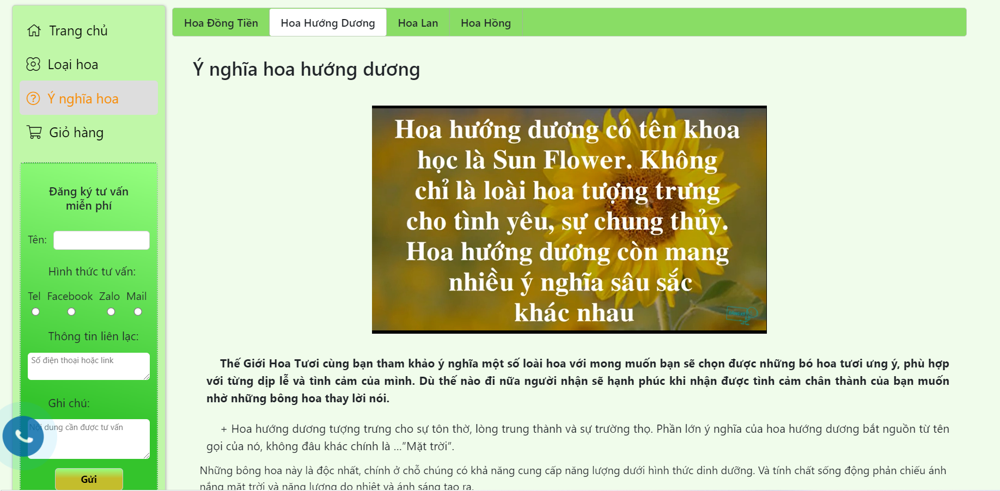 Trang chủ
Loại hoa
Ý nghĩa hoa
Giỏ hàng
Đăng ký tư vấn
miễn phí
Tên:
Hình thức tư vấn:
Tel Facebook Zalo Mail
Thông tin liên lạc:
Số điện thoại hoặc link
Ghi chú:
Nội dung cần được tư vấn
Gửi
Hoa Đồng Tiền Hoa Hướng Dương Hoa Lan Hoa Hồng
Ý nghĩa hoa hướng dương
Hoa hướng dương có tên khoa
học là Sun Flower. Không
chỉ là loài hoa tượng trưng
cho tình yêu, sự chung thủy.
Hoa hướng dương còn mang
nhiều ý nghĩa sâu sắc
khác nhau
Thế Giới Hoa Tươi cùng bạn tham khảo ý nghĩa một số loài hoa với mong muốn bạn sẽ chọn được những bó hoa tươi ưng ý, phù hợp
với từng dịp lễ và tình cảm của mình. Dù thế nào đi nữa người nhận sẽ hạnh phúc khi nhận được tình cảm chân thành của bạn muốn
nhờ những bông hoa thay lời nói.
+ Hoa hướng dương tượng trưng cho sự tôn thờ, lòng trung thành và sự trường thọ. Phần lớn ý nghĩa của hoa hướng dương bắt nguồn từ tên
gọi của nó, không đâu khác chính là …”Mặt trời”.
Những bông hoa này là độc nhất, chính ở chỗ chúng có khả năng cung cấp năng lượng dưới hình thức dinh dưỡng. Và tính chất sống động phản chiếu ánh
nắng mặt trời và năng lượng do nhiệt và ánh sáng tạo ra.